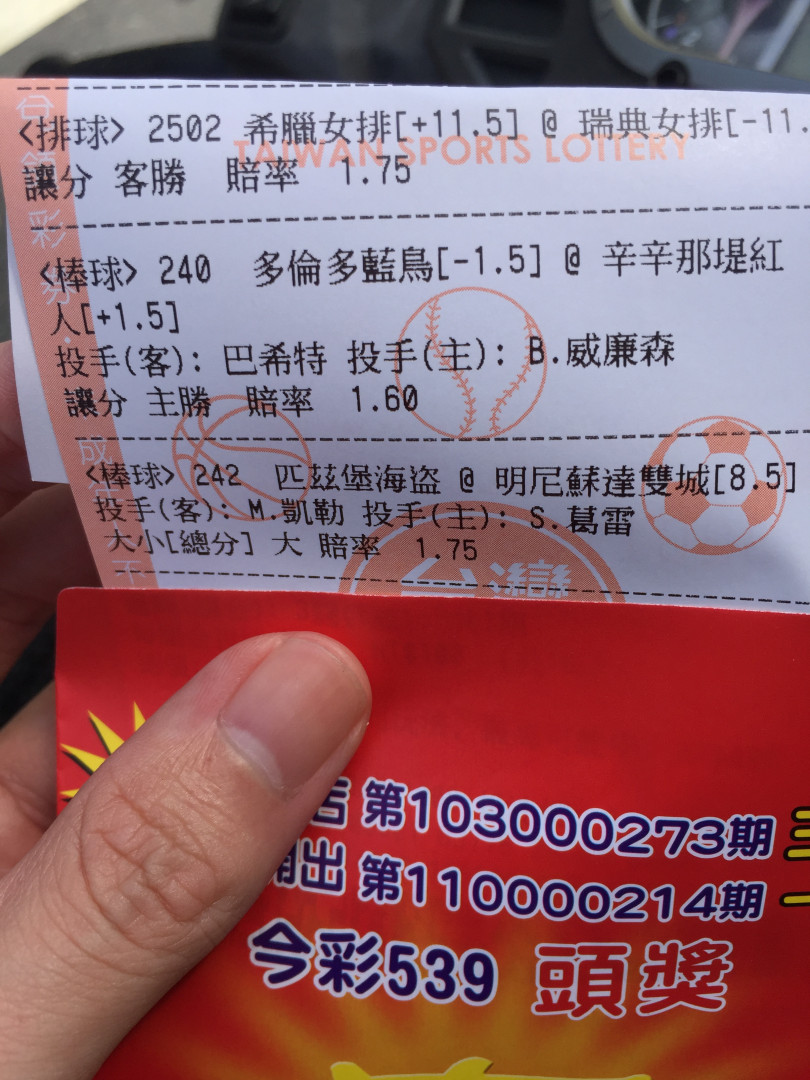 <排球> 2502 希臘女排[+11.5] @ 瑞典女排[-11.
TAIWAN SPORTS LOTTERY
讓分 客勝 賠率 1.75
<棒球> 240 多倫多藍鳥[-1.5] @ 辛辛那堤紅
人[+1.5]
投手(客): 巴希特 投手(主): B.威廉森
讓分 主勝 賠率 1.60
<棒球> 242 匹茲堡海盜 @ 明尼蘇達雙城[8.5]
投手(客): M.凱勒 投手(主): S.葛雷
大小[總分] 大 賠率 1.75
台灣
第103000273期
開出 第110000214期
今彩539 頭獎